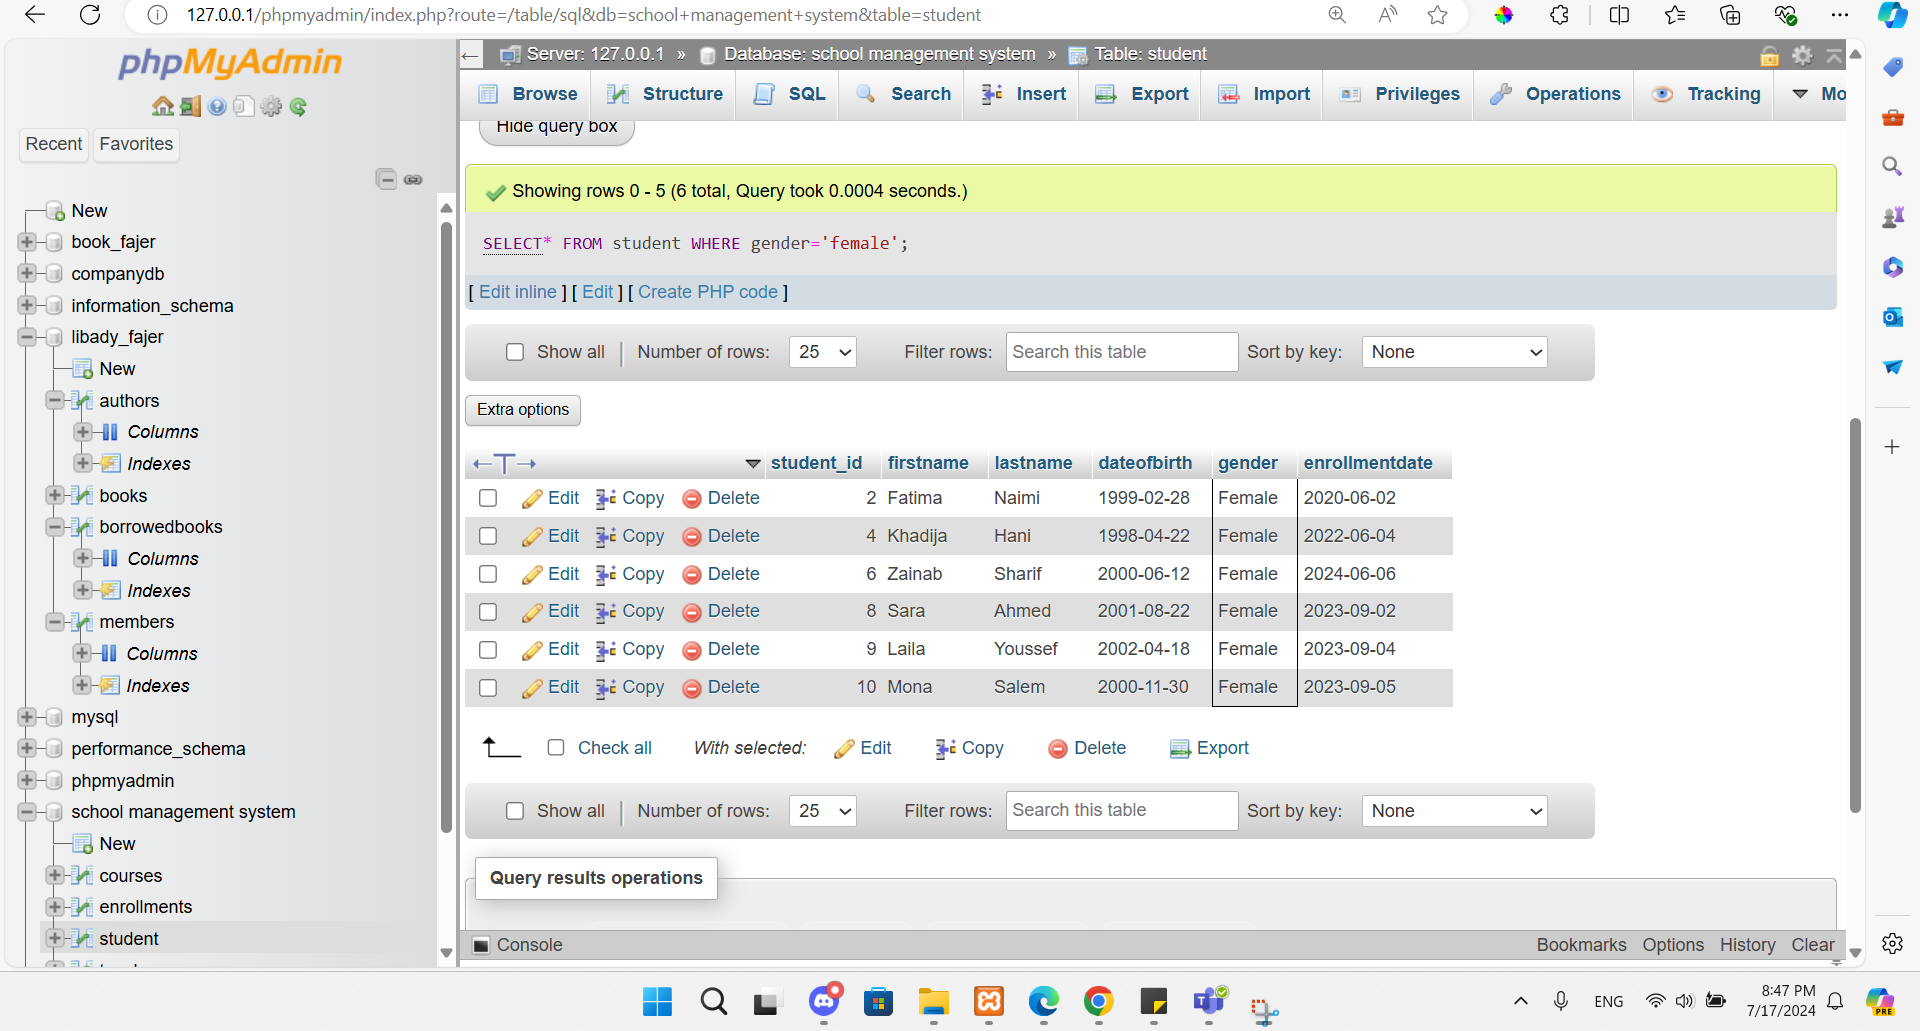 127.0.0.1/phpmyadmin/index.php?route=/table/sql&db=school+management+system&table=student
phpMyAdmin
Recent Favorites
New
book_fajer
companydb
information_schema
libady_fajer
New
authors
Columns
Indexes
books
borrowedbooks
Columns
Indexes
members
Columns
Indexes
mysql
performance_schema
phpmyadmin
school management system
New
courses
enrollments
student
Server: 127.0.0.1 » Database: school management system » Table: student
Browse Structure SQL Search Insert Export Import Privileges Operations Tracking Mo
Hide query box
Showing rows 0 - 5 (6 total, Query took 0.0004 seconds.)
SELECT* FROM student WHERE gender='female';
[ Edit inline ] [ Edit ] [ Create PHP code ]
Show all | Number of rows: 25 Filter rows: Search this table Sort by key: None
Extra options
←T→ student_id firstname lastname dateofbirth gender enrollmentdate
Edit Copy Delete 2 Fatima Naimi 1999-02-28 Female 2020-06-02
Edit Copy Delete 4 Khadija Hani 1998-04-22 Female 2022-06-04
Edit Copy Delete 6 Zainab Sharif 2000-06-12 Female 2024-06-06
Edit Copy Delete 8 Sara Ahmed 2001-08-22 Female 2023-09-02
Edit Copy Delete 9 Laila Youssef 2002-04-18 Female 2023-09-04
Edit Copy Delete 10 Mona Salem 2000-11-30 Female 2023-09-05
Check all With selected: Edit Copy Delete Export
Show all | Number of rows: 25 Filter rows: Search this table Sort by key: None
Query results operations
Console Bookmarks Options History Clear
ENG
8:47 PM
7/17/2024
PRE